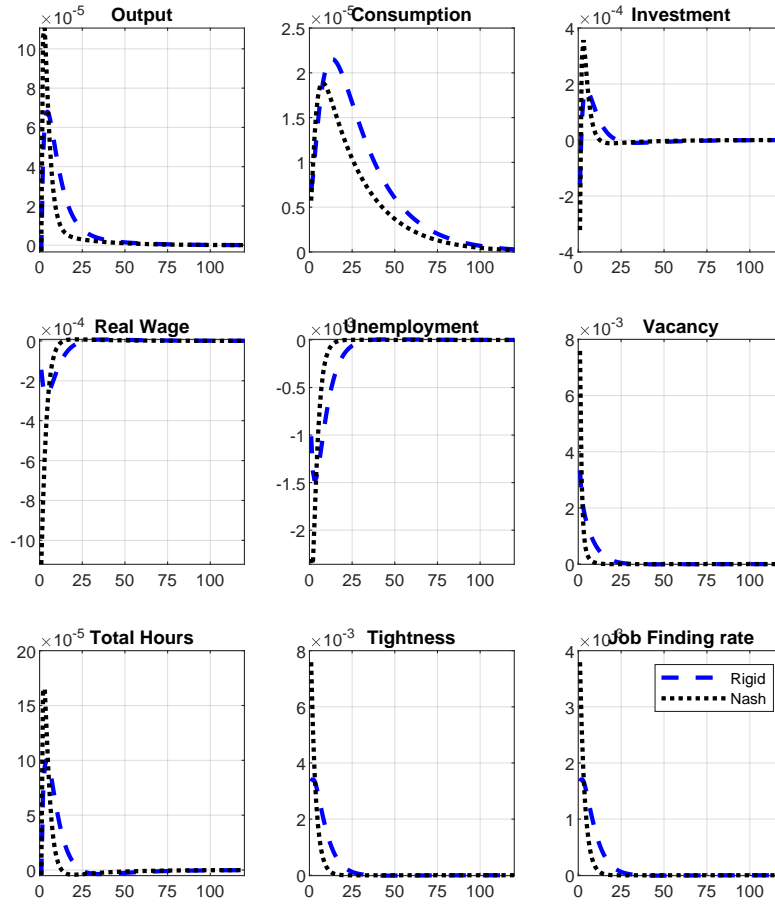 ×10⁻⁵ Output
10
8
6
4
2
0
0 25 50 75 100
×10⁻⁵ Consumption
2.5
2
1.5
1
0.5
0
0 25 50 75 100
×10⁻⁴ Investment
4
2
0
-2
-4
0 25 50 75 100
×10⁻⁴ Real Wage
0
-2
-4
-6
-8
-10
0 25 50 75 100
×10⁻³ Unemployment
0
-0.5
-1
-1.5
-2
0 25 50 75 100
×10⁻³ Vacancy
8
6
4
2
0
0 25 50 75 100
×10⁻⁵ Total Hours
20
15
10
5
0
0 25 50 75 100
×10⁻³ Tightness
8
6
4
2
0
0 25 50 75 100
Job Finding rate
4
3
2
1
0
0 25 50 75 100
Rigid
Nash